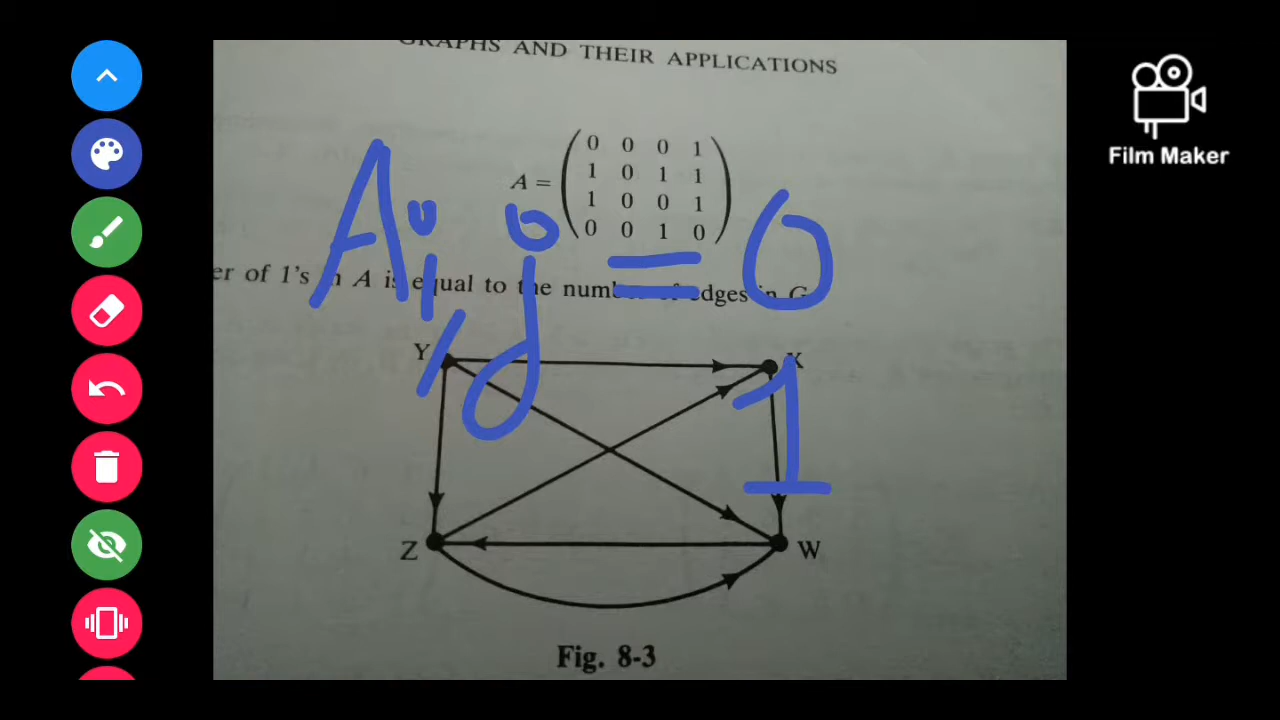 GRAPHS AND THEIR APPLICATIONS
A =
0 0 0 1
1 0 1 1
1 0 0 1
0 0 1 0
er of 1's in A is equal to the number of edges in G
Ai,j = 0
1
Y
X
Z
W
Fig. 8-3
Film Maker